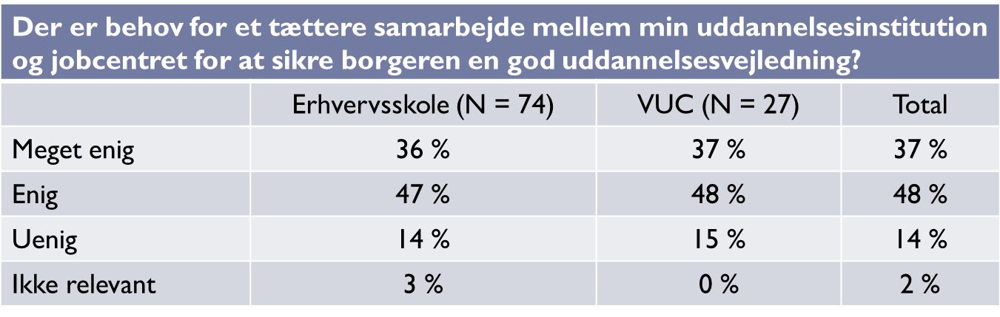 Der er behov for et tættere samarbejde mellem min uddannelsesinstitution
og jobcentret for at sikre borgeren en god uddannelsesvejledning?
Erhvervsskole (N = 74) VUC (N = 27) Total
Meget enig 36 % 37 % 37 %
Enig 47 % 48 % 48 %
Uenig 14 % 15 % 14 %
Ikke relevant 3 % 0 % 2 %